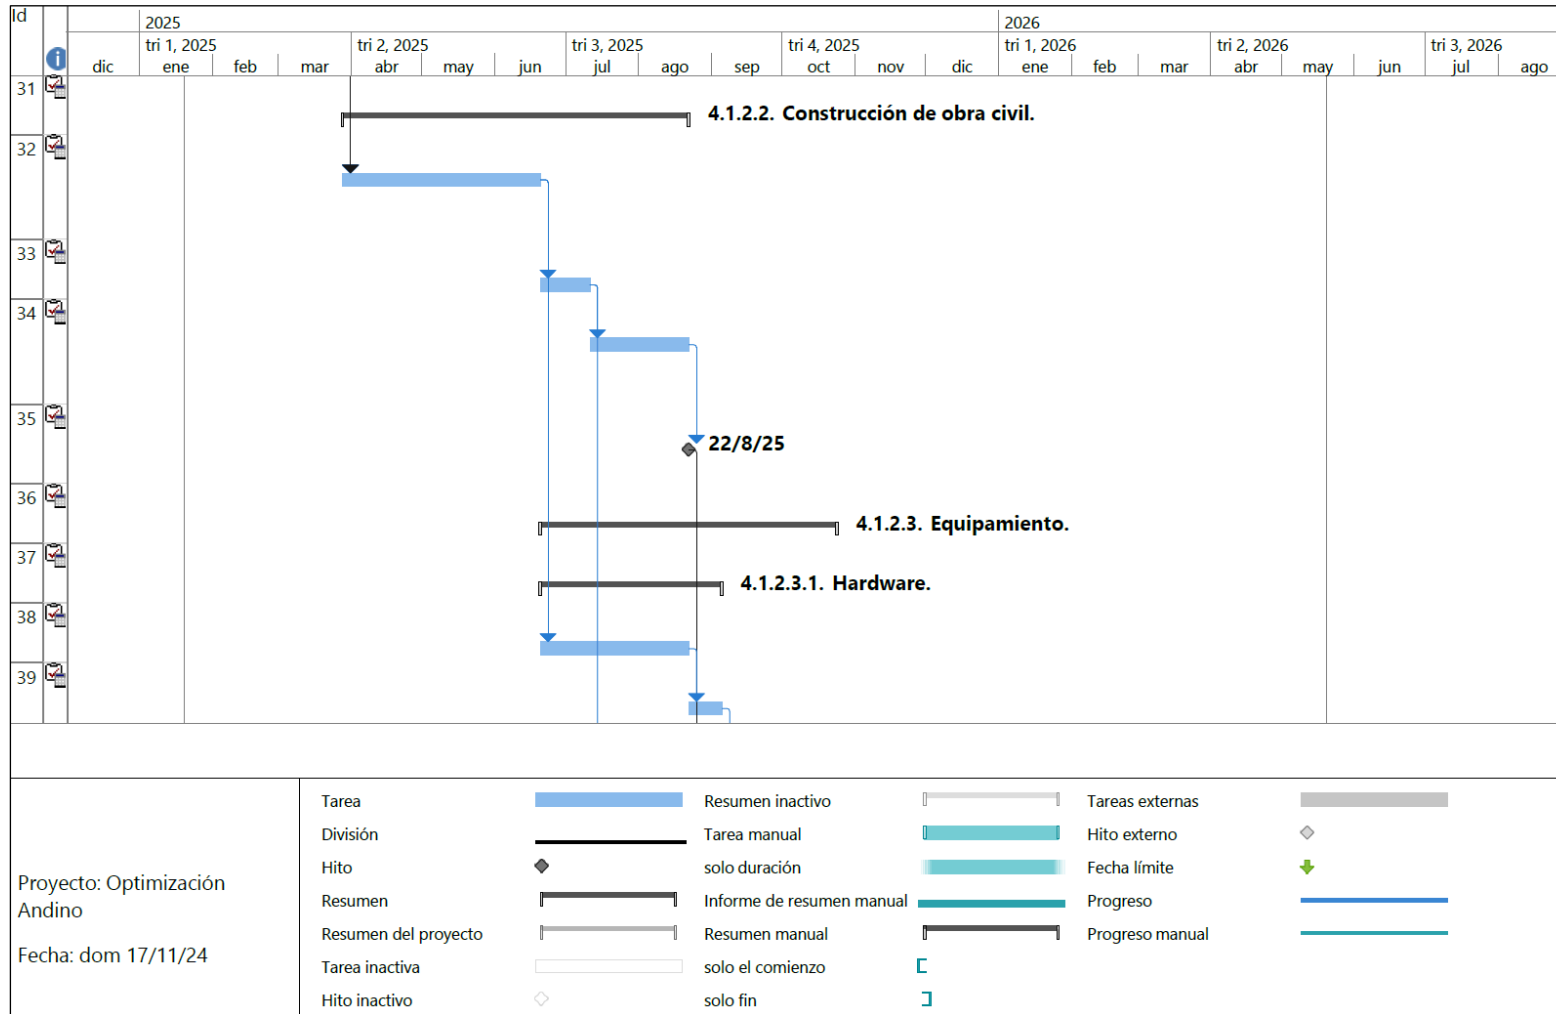 Id
2025 2026
tri 1, 2025 tri 2, 2025 tri 3, 2025 tri 4, 2025 tri 1, 2026 tri 2, 2026 tri 3, 2026
dic ene feb mar abr may jun jul ago sep oct nov dic ene feb mar abr may jun jul ago
31
4.1.2.2. Construcción de obra civil.
32
33
34
35
22/8/25
36
4.1.2.3. Equipamiento.
37
4.1.2.3.1. Hardware.
38
39
Proyecto: Optimización
Andino
Fecha: dom 17/11/24
Tarea
División
Hito
Resumen
Resumen del proyecto
Tarea inactiva
Hito inactivo
Resumen inactivo
Tarea manual
solo duración
Informe de resumen manual
Resumen manual
solo el comienzo
solo fin
Tareas externas
Hito externo
Fecha límite
Progreso
Progreso manual